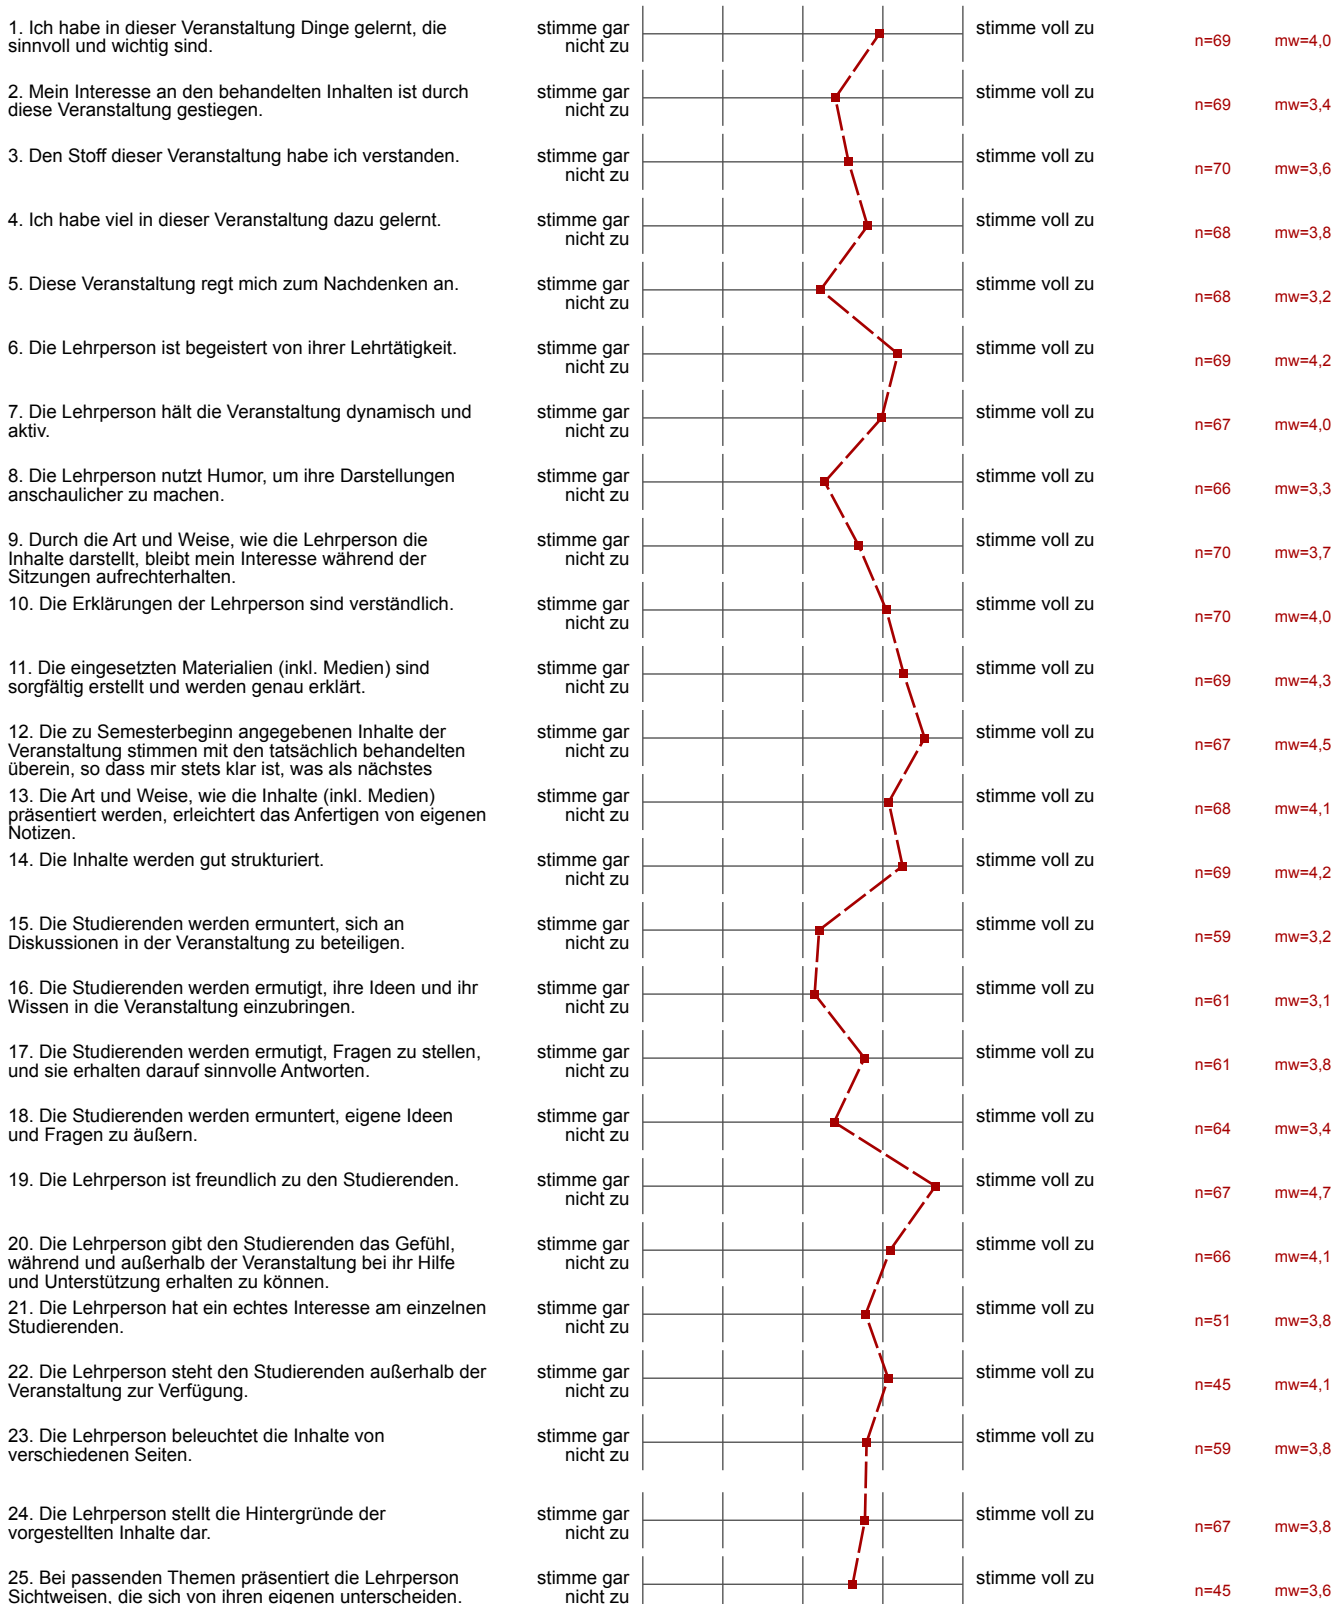 1. Ich habe in dieser Veranstaltung Dinge gelernt, die
sinnvoll und wichtig sind.
stimme gar
nicht zu
stimme voll zu
n=69
mw=4,0
2. Mein Interesse an den behandelten Inhalten ist durch
diese Veranstaltung gestiegen.
stimme gar
nicht zu
stimme voll zu
n=69
mw=3,4
3. Den Stoff dieser Veranstaltung habe ich verstanden.
stimme gar
nicht zu
stimme voll zu
n=70
mw=3,6
4. Ich habe viel in dieser Veranstaltung dazu gelernt.
stimme gar
nicht zu
stimme voll zu
n=68
mw=3,8
5. Diese Veranstaltung regt mich zum Nachdenken an.
stimme gar
nicht zu
stimme voll zu
n=68
mw=3,2
6. Die Lehrperson ist begeistert von ihrer Lehrtätigkeit.
stimme gar
nicht zu
stimme voll zu
n=69
mw=4,2
7. Die Lehrperson hält die Veranstaltung dynamisch und
aktiv.
stimme gar
nicht zu
stimme voll zu
n=67
mw=4,0
8. Die Lehrperson nutzt Humor, um ihre Darstellungen
anschaulicher zu machen.
stimme gar
nicht zu
stimme voll zu
n=66
mw=3,3
9. Durch die Art und Weise, wie die Lehrperson die
Inhalte darstellt, bleibt mein Interesse während der
Sitzungen aufrechterhalten.
stimme gar
nicht zu
stimme voll zu
n=70
mw=3,7
10. Die Erklärungen der Lehrperson sind verständlich.
stimme gar
nicht zu
stimme voll zu
n=70
mw=4,0
11. Die eingesetzten Materialien (inkl. Medien) sind
sorgfältig erstellt und werden genau erklärt.
stimme gar
nicht zu
stimme voll zu
n=69
mw=4,3
12. Die zu Semesterbeginn angegebenen Inhalte der
Veranstaltung stimmen mit den tatsächlich behandelten
überein, so dass mir stets klar ist, was als nächstes
stimme gar
nicht zu
stimme voll zu
n=67
mw=4,5
13. Die Art und Weise, wie die Inhalte (inkl. Medien)
präsentiert werden, erleichtert das Anfertigen von eigenen
Notizen.
stimme gar
nicht zu
stimme voll zu
n=68
mw=4,1
14. Die Inhalte werden gut strukturiert.
stimme gar
nicht zu
stimme voll zu
n=69
mw=4,2
15. Die Studierenden werden ermuntert, sich an
Diskussionen in der Veranstaltung zu beteiligen.
stimme gar
nicht zu
stimme voll zu
n=59
mw=3,2
16. Die Studierenden werden ermutigt, ihre Ideen und ihr
Wissen in die Veranstaltung einzubringen.
stimme gar
nicht zu
stimme voll zu
n=61
mw=3,1
17. Die Studierenden werden ermutigt, Fragen zu stellen,
und sie erhalten darauf sinnvolle Antworten.
stimme gar
nicht zu
stimme voll zu
n=61
mw=3,8
18. Die Studierenden werden ermuntert, eigene Ideen
und Fragen zu äußern.
stimme gar
nicht zu
stimme voll zu
n=64
mw=3,4
19. Die Lehrperson ist freundlich zu den Studierenden.
stimme gar
nicht zu
stimme voll zu
n=67
mw=4,7
20. Die Lehrperson gibt den Studierenden das Gefühl,
während und außerhalb der Veranstaltung bei ihr Hilfe
und Unterstützung erhalten zu können.
stimme gar
nicht zu
stimme voll zu
n=66
mw=4,1
21. Die Lehrperson hat ein echtes Interesse am einzelnen
Studierenden.
stimme gar
nicht zu
stimme voll zu
n=51
mw=3,8
22. Die Lehrperson steht den Studierenden außerhalb der
Veranstaltung zur Verfügung.
stimme gar
nicht zu
stimme voll zu
n=45
mw=4,1
23. Die Lehrperson beleuchtet die Inhalte von
verschiedenen Seiten.
stimme gar
nicht zu
stimme voll zu
n=59
mw=3,8
24. Die Lehrperson stellt die Hintergründe der
vorgestellten Inhalte dar.
stimme gar
nicht zu
stimme voll zu
n=67
mw=3,8
25. Bei passenden Themen präsentiert die Lehrperson
Sichtweisen, die sich von ihren eigenen unterscheiden.
stimme gar
nicht zu
stimme voll zu
n=45
mw=3,6